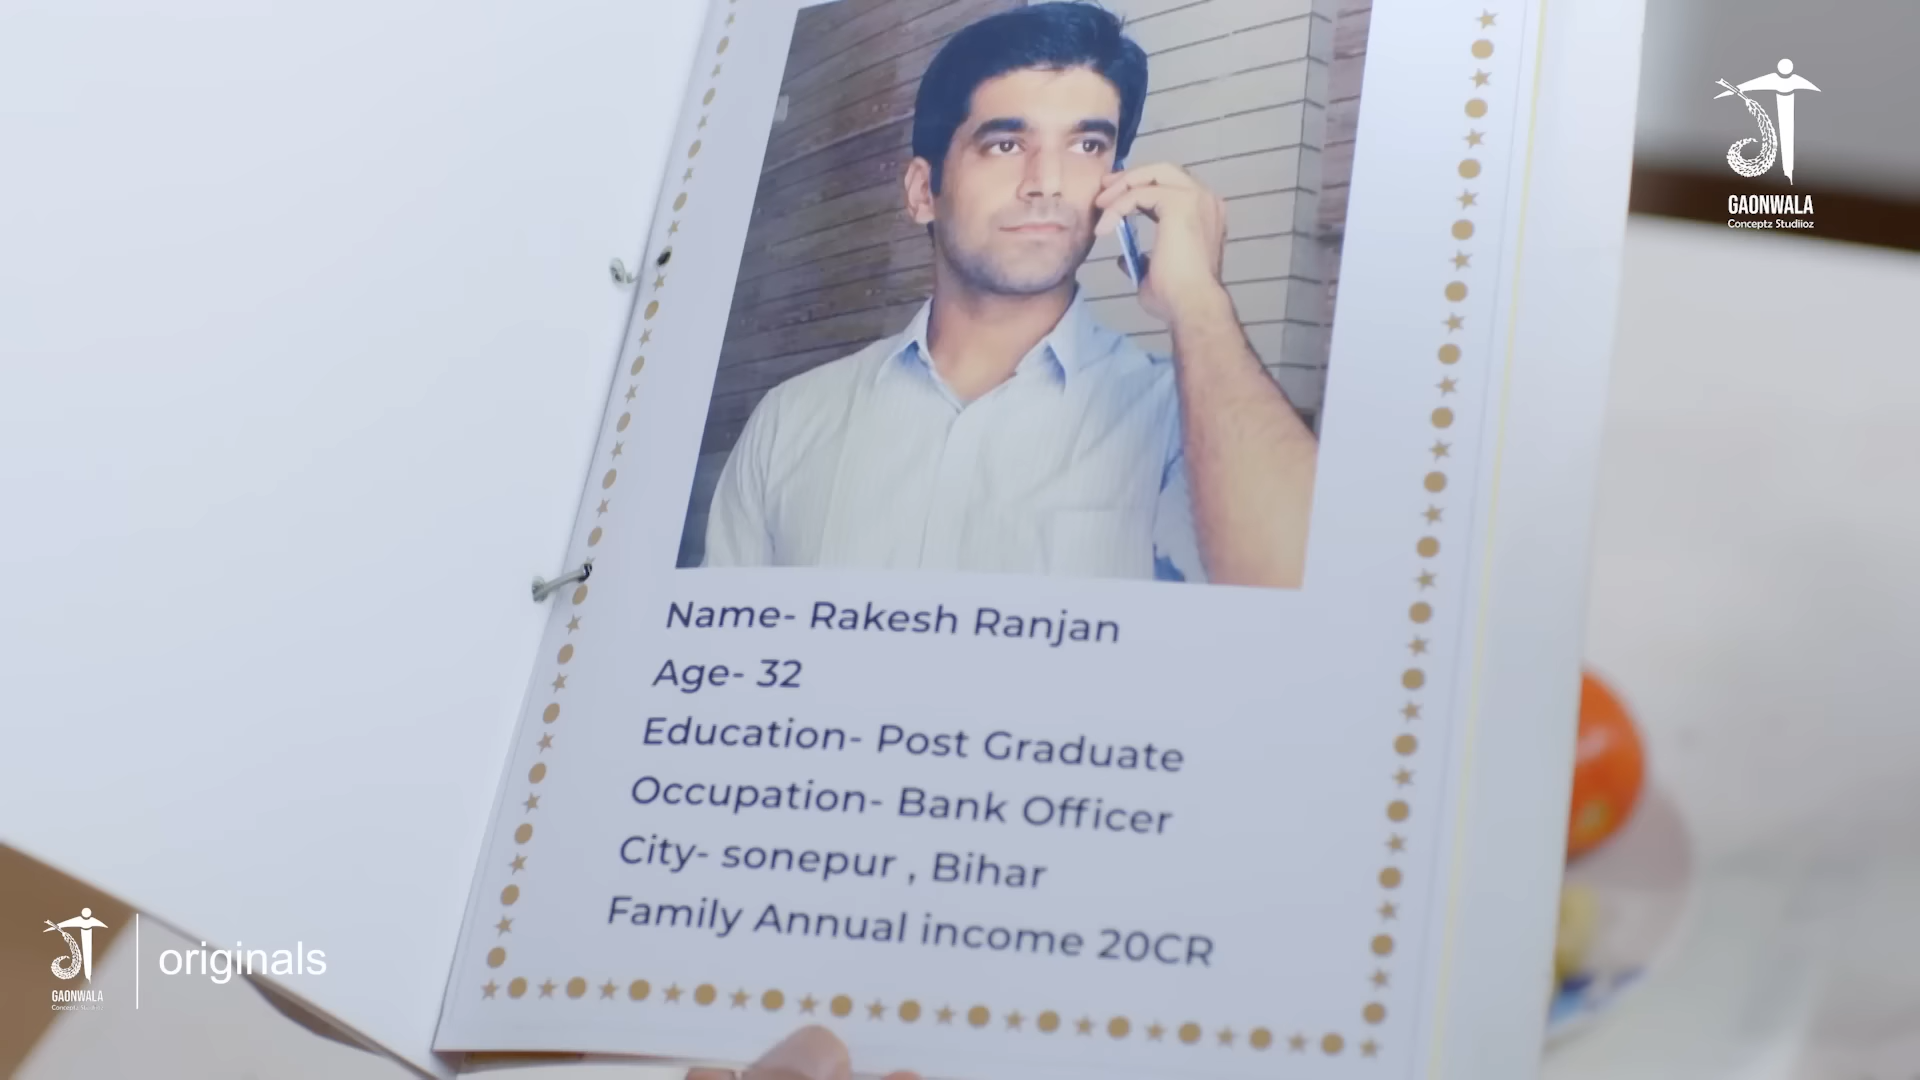 GAONWALA
Conceptz Studiioz
Name- Rakesh Ranjan
Age- 32
Education- Post Graduate
Occupation- Bank Officer
City- sonepur , Bihar
Family Annual income 20CR
originals
GAONWALA